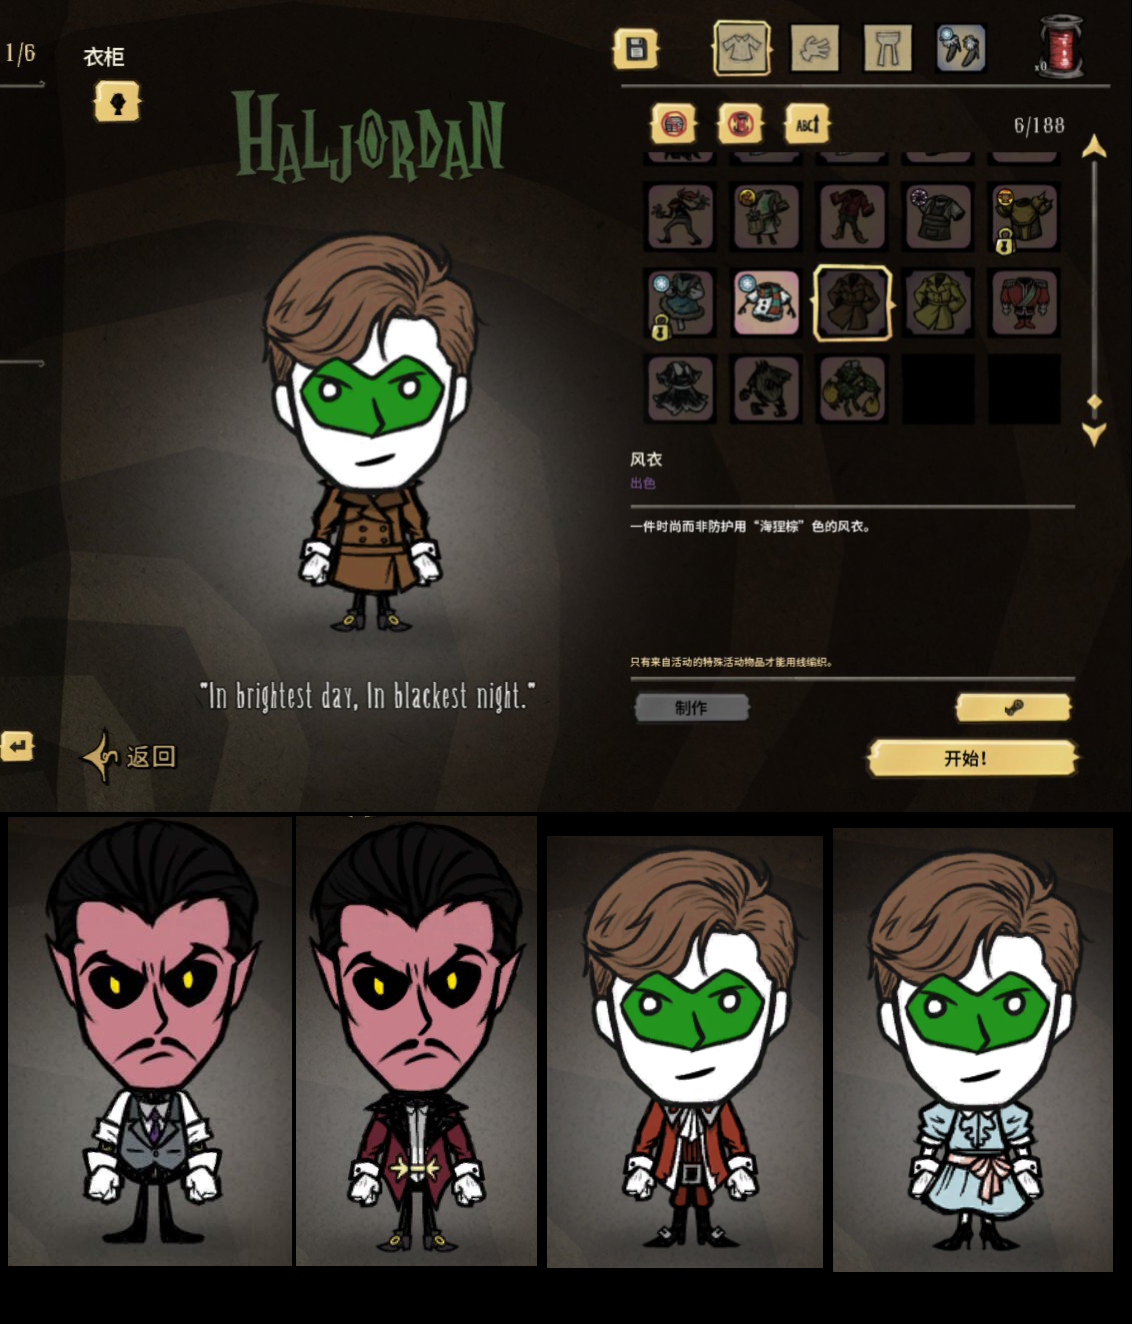 1/6
衣柜
HALJORDAN
x0
ABC
6/188
风衣
出色
一件时尚而非防护用“海狸棕”色的风衣。
只有来自活动的特殊活动物品才能用线编织。
制作
"In brightest day, In blackest night."
返回
开始!